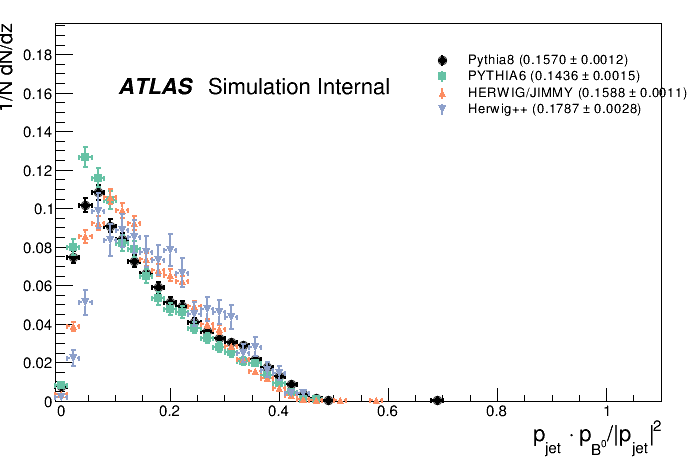 1/N dN/dz
0.18
0.16
0.14
0.12
0.1
0.08
0.06
0.04
0.02
0
ATLAS Simulation Internal
Pythia8 (0.1570 ± 0.0012)
PYTHIA6 (0.1436 ± 0.0015)
HERWIG/JIMMY (0.1588 ± 0.0011)
Herwig++ (0.1787 ± 0.0028)
0 0.2 0.4 0.6 0.8 1
p_jet · p_B⁰/|p_jet|²